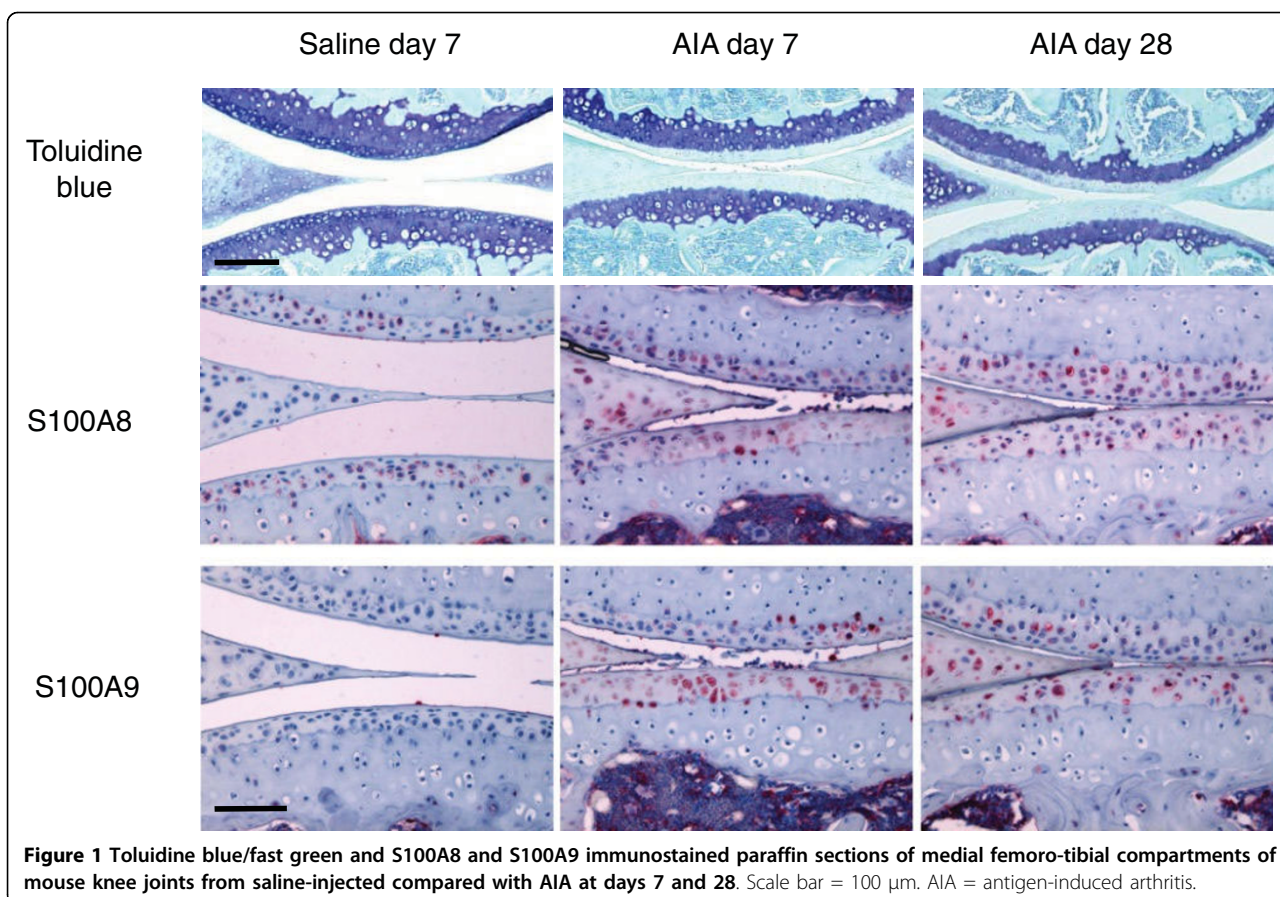 Saline day 7 AIA day 7 AIA day 28
Toluidine
blue
S100A8
S100A9
Figure 1 Toluidine blue/fast green and S100A8 and S100A9 immunostained paraffin sections of medial femoro-tibial compartments of
mouse knee joints from saline-injected compared with AIA at days 7 and 28. Scale bar = 100 μm. AIA = antigen-induced arthritis.